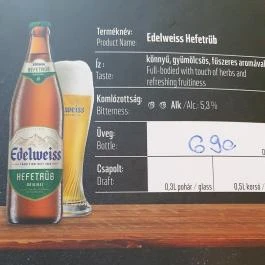 Terméknév:
Product Name:
Edelweiss Hefetrüb
Íz:
Taste:
könnyű, gyümölcsös, fűszeres aromával
Full-bodied with touch of herbs and
refreshing fruitiness
Komlózottság:
Bitterness:
Alk /Alc: 5,3 %
Üveg:
Bottle:
690
Csapolt:
Draft:
0,3L pohár / glass
0,5L korsó /
Edelweiss
HEFETRÜB